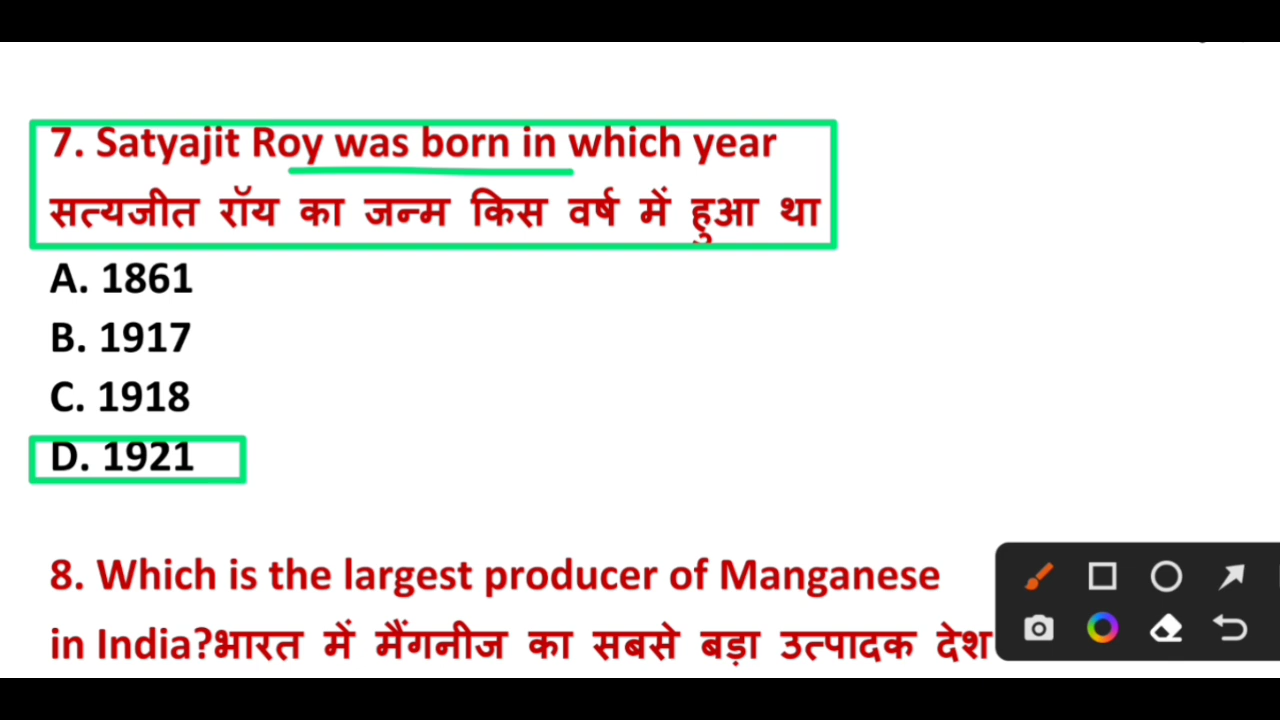 7. Satyajit Roy was born in which year
सत्यजीत रॉय का जन्म किस वर्ष में हुआ था
A. 1861
B. 1917
C. 1918
D. 1921
8. Which is the largest producer of Manganese
in India?भारत में मैंगनीज का सबसे बड़ा उत्पादक देश